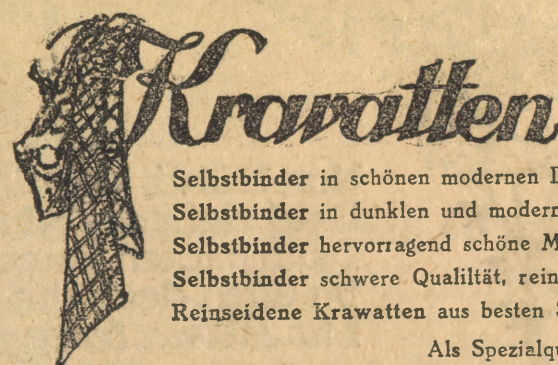 Krawatten
Selbstbinder in schönen modernen
Selbstbinder in dunklen und modern
Selbstbinder hervorragend schöne
Selbstbinder schwere Qualiltät, rein
Reinseidene Krawatten aus besten
Als Spezialqu